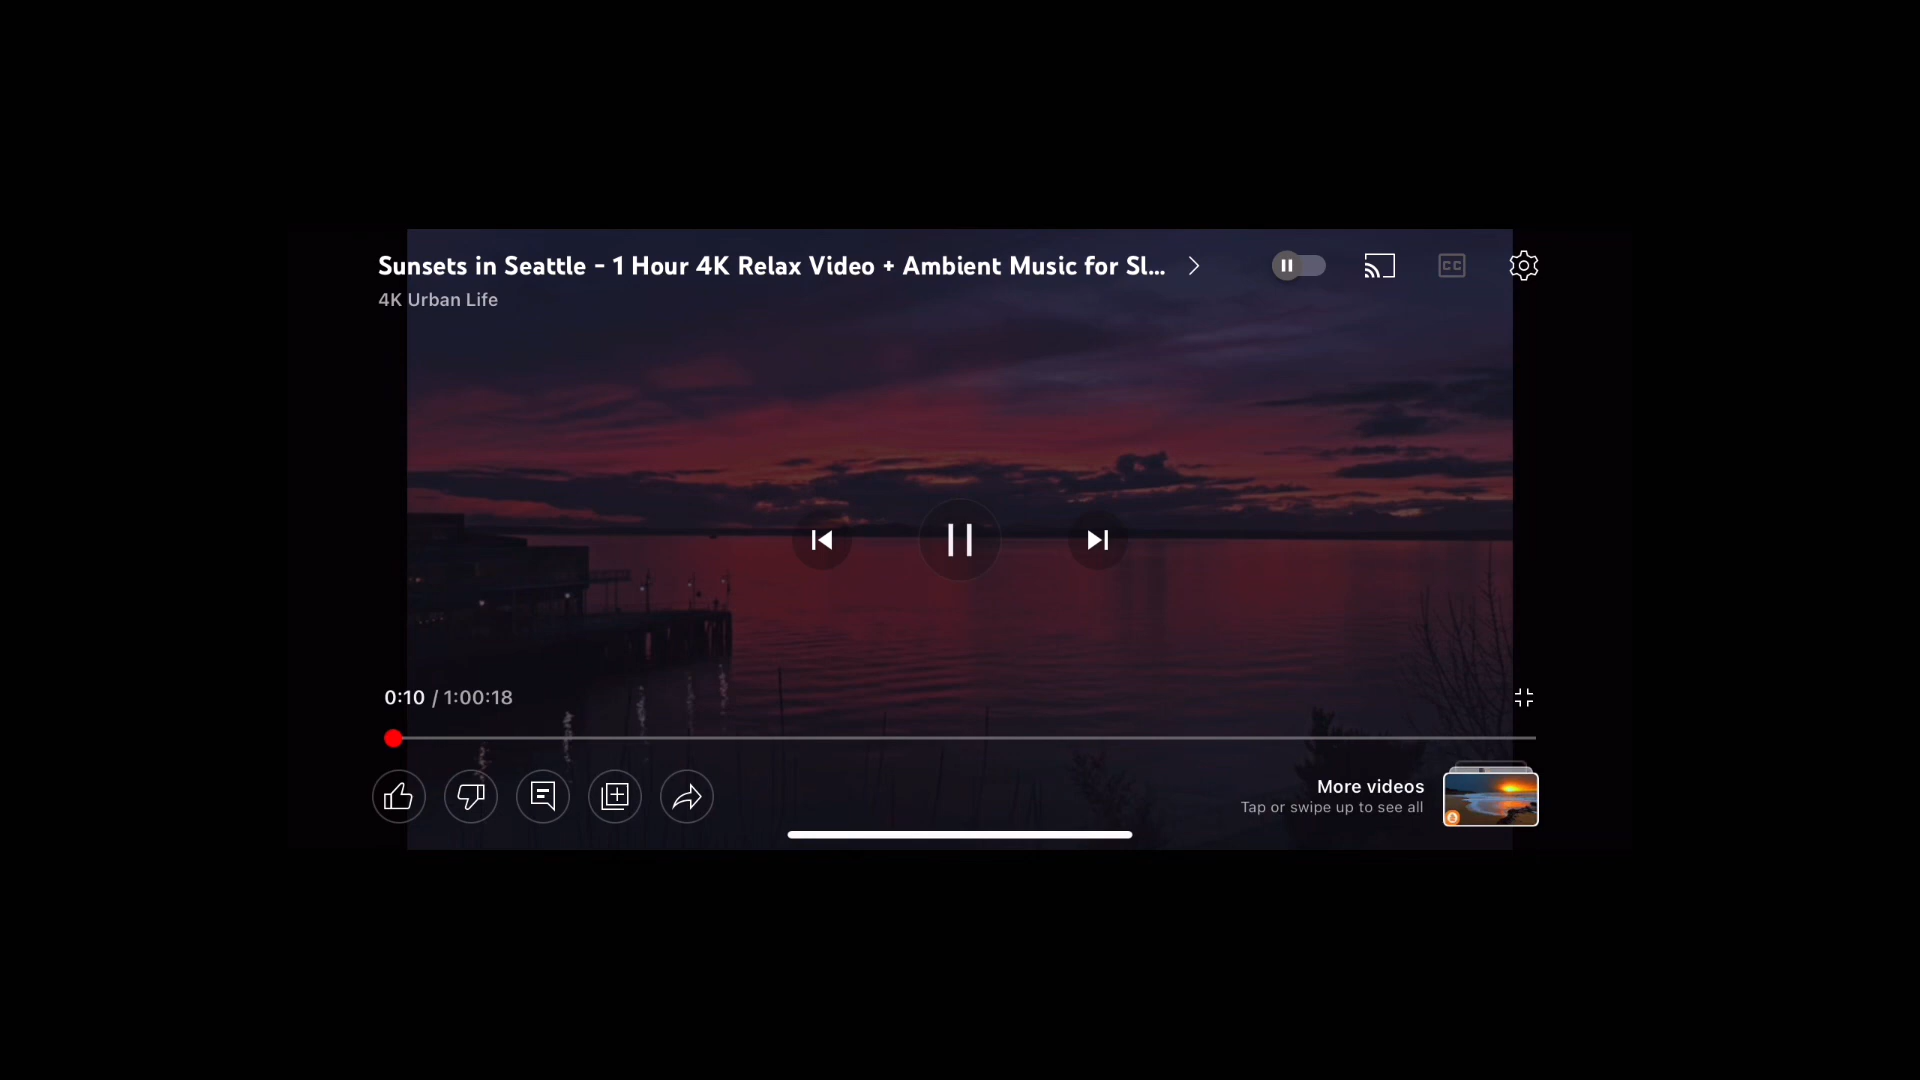 Sunsets in Seattle - 1 Hour 4K Relax Video + Ambient Music for Sl...
4K Urban Life
CC
0:10 / 1:00:18
More videos
Tap or swipe up to see all